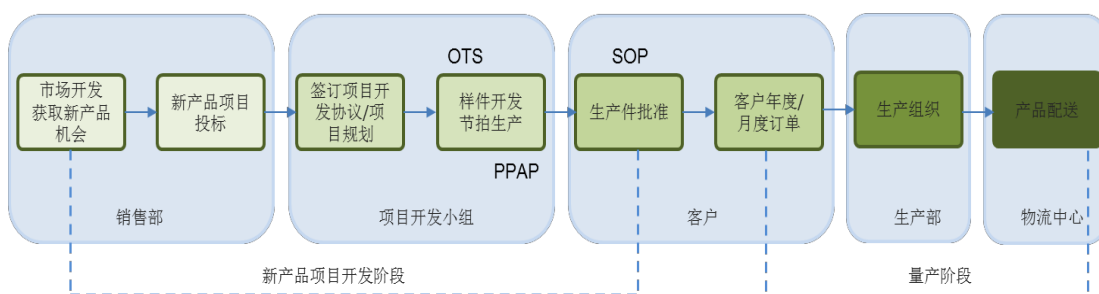 OTS
SOP
市场开发
获取新产品
机会
新产品项目
投标
签订项目开
发协议/项
目规划
样件开发
节拍生产
生产件批准
客户年度/
月度订单
生产组织
产品配送
PPAP
销售部
项目开发小组
客户
生产部
物流中心
新产品项目开发阶段
量产阶段